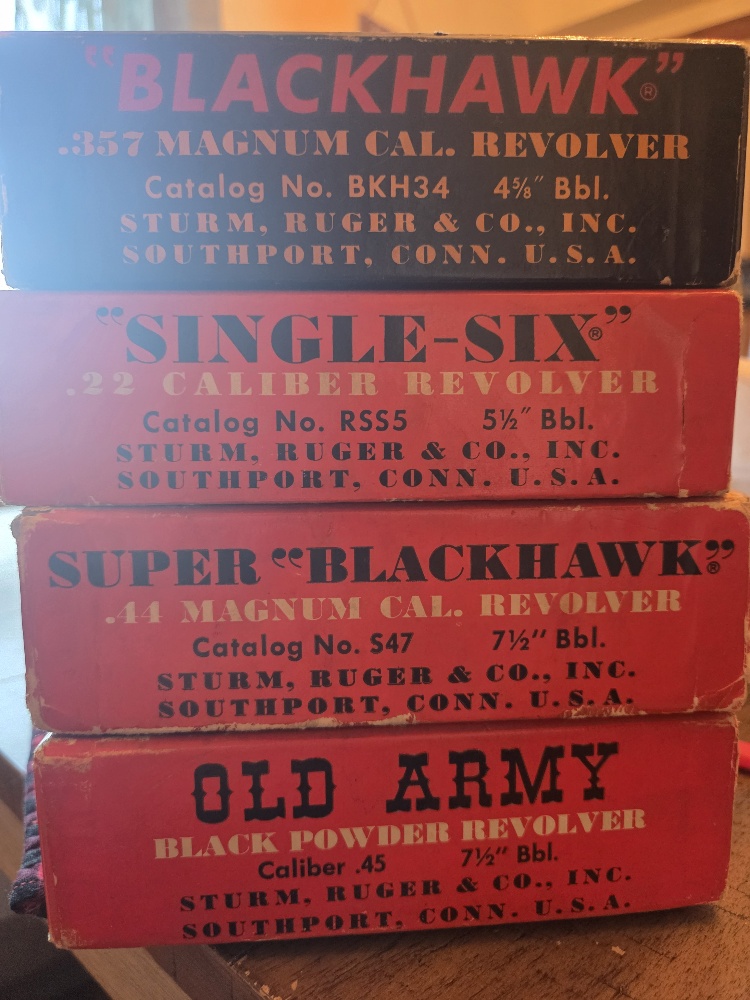 "BLACKHAWK"®
.357 MAGNUM CAL. REVOLVER
Catalog No. BKH34 4⅝" Bbl.
STURM, RUGER & CO., INC.
SOUTHPORT, CONN. U.S.A.
"SINGLE-SIX"®
.22 CALIBER REVOLVER
Catalog No. RSS5 5½" Bbl.
STURM, RUGER & CO., INC.
SOUTHPORT, CONN. U.S.A.
SUPER "BLACKHAWK"®
.44 MAGNUM CAL. REVOLVER
Catalog No. S47 7½" Bbl.
STURM, RUGER & CO., INC.
SOUTHPORT, CONN. U.S.A.
OLD ARMY
BLACK POWDER REVOLVER
Caliber .45 7½" Bbl.
STURM, RUGER & CO., INC.
SOUTHPORT, CONN. U.S.A.